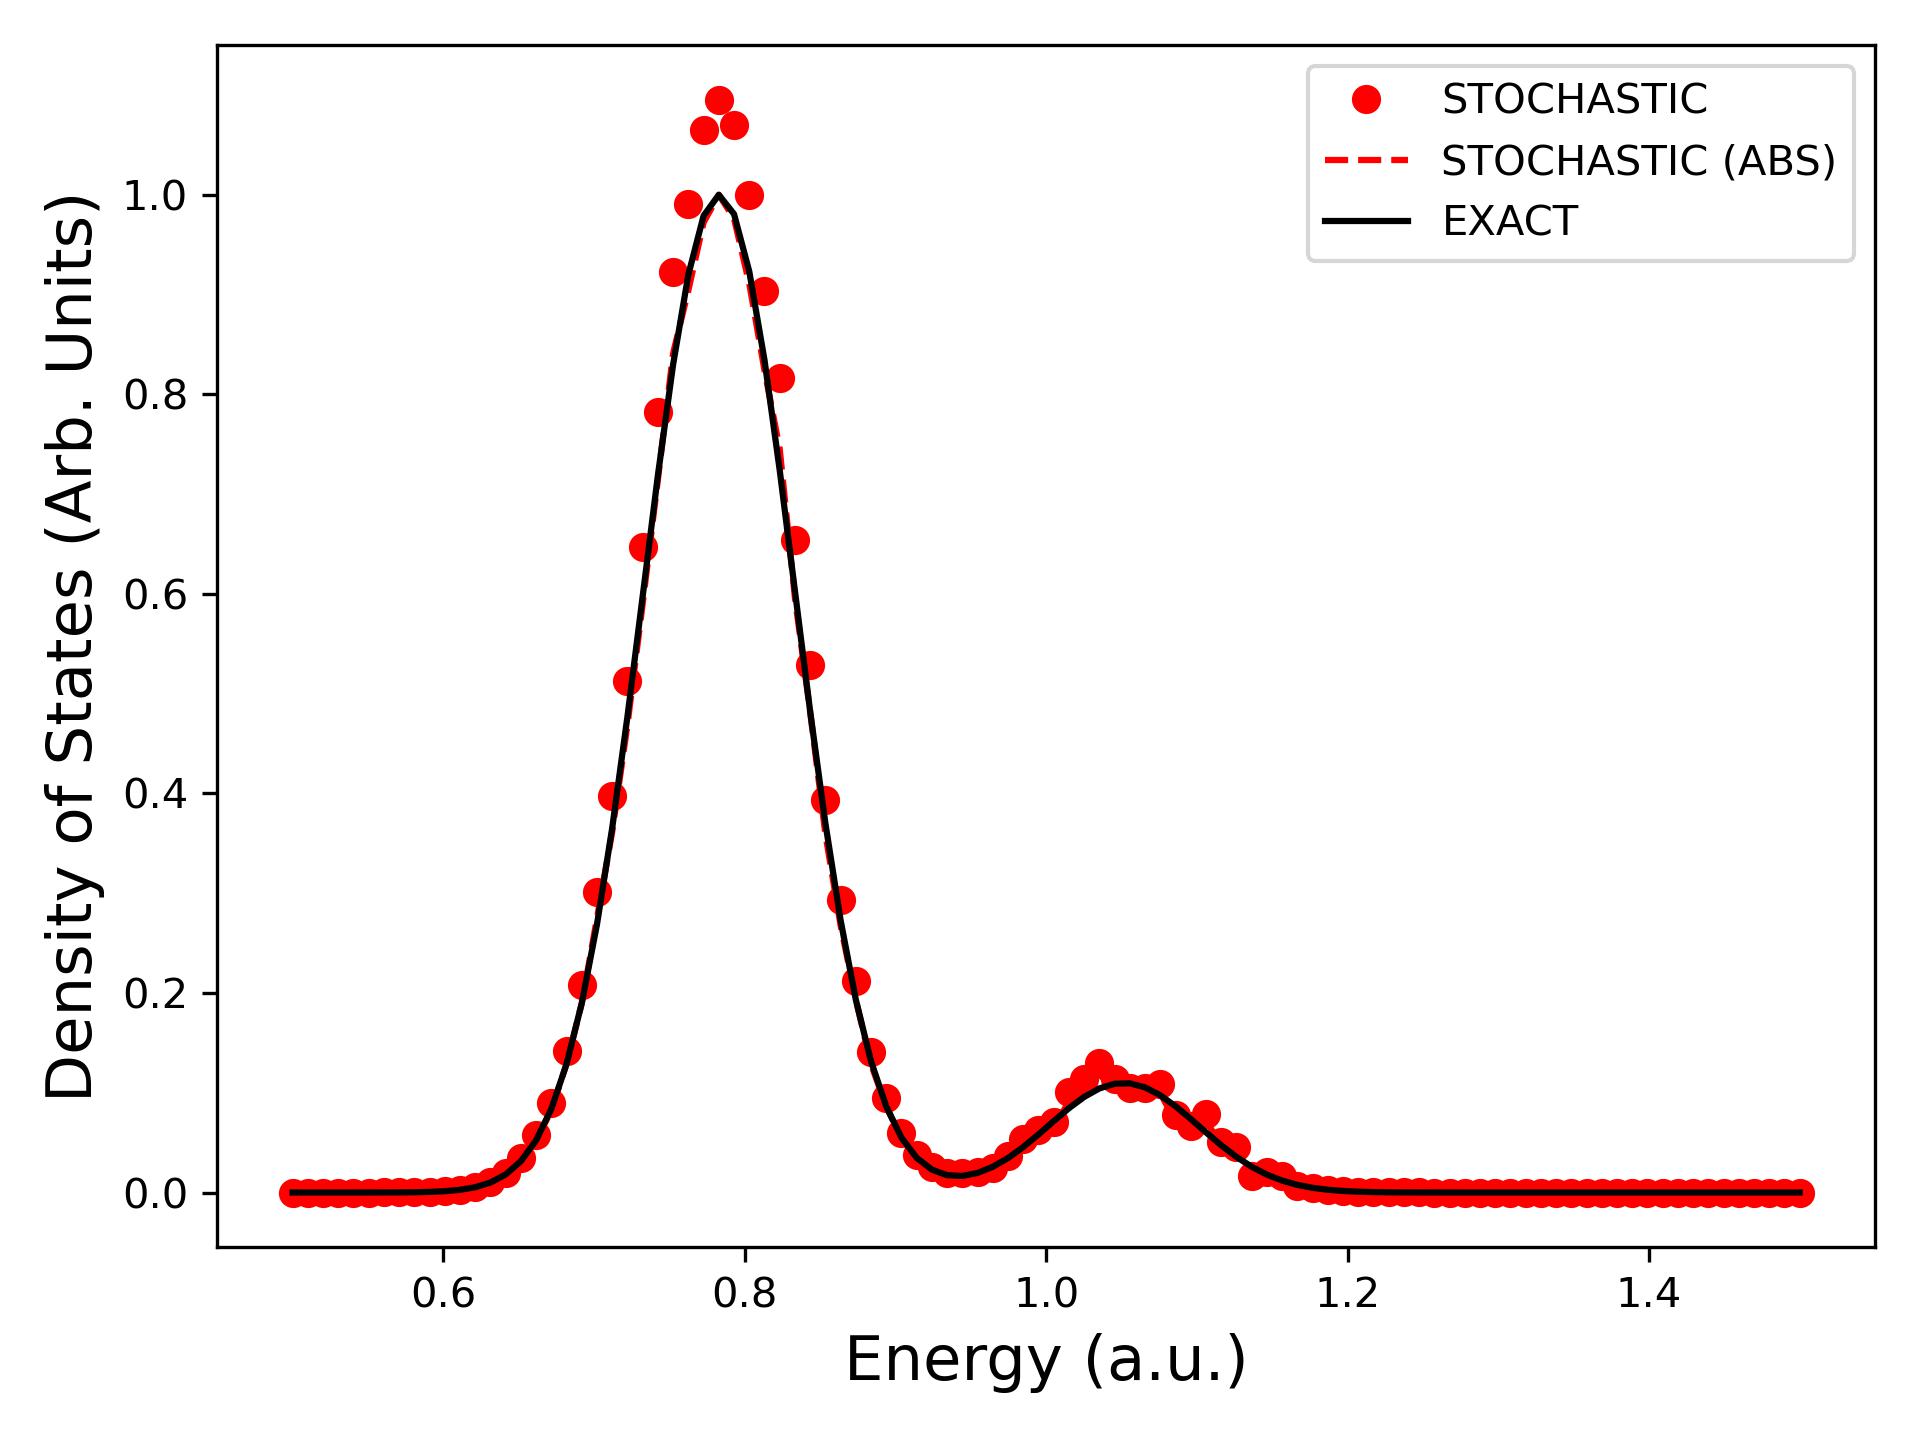 STOCHASTIC
STOCHASTIC (ABS)
EXACT
Density of States (Arb. Units)
1.0
0.8
0.6
0.4
0.2
0.0
0.6 0.8 1.0 1.2 1.4
Energy (a.u.)